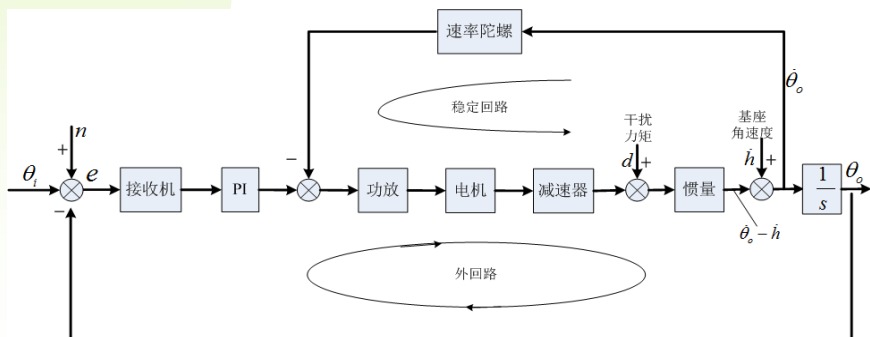 速率陀螺
θ̇ₒ
稳定回路
干扰
力矩
基座
角速度
n
+
−
d
+
ḣ
+
θᵢ
e
接收机
PI
功放
电机
减速器
惯量
1
s
θₒ
−
θ̇ₒ − ḣ
外回路